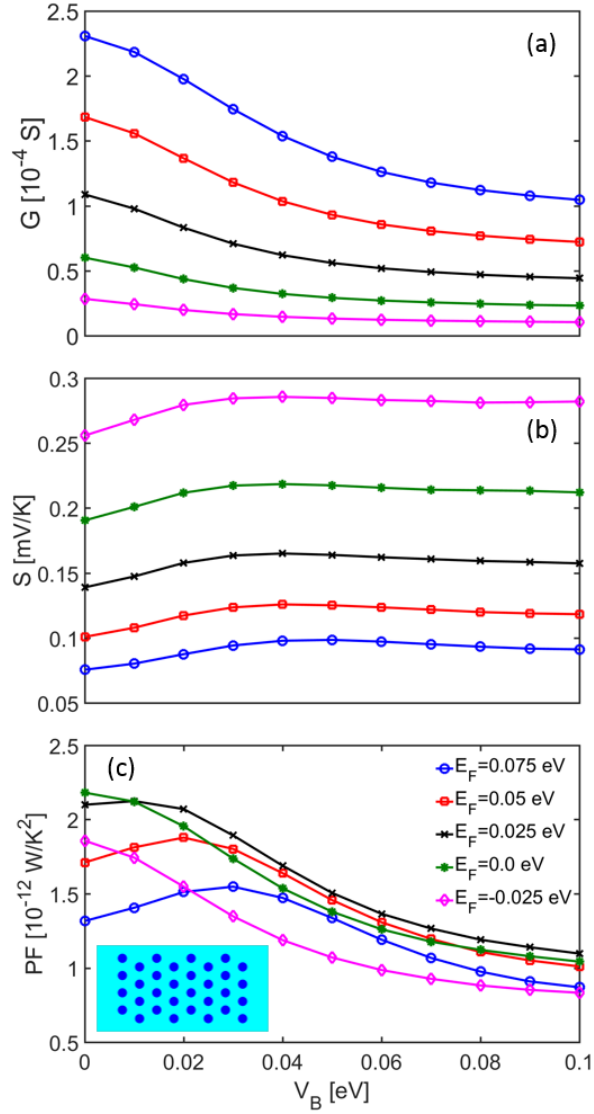 (a)
2.5
2
1.5
1
0.5
0
G [10⁻⁴ S]
(b)
0.3
0.25
0.2
0.15
0.1
0.05
S [mV/K]
(c)
2.5
2
1.5
1
0.5
PF [10⁻¹² W/K²]
E_F=0.075 eV
E_F=0.05 eV
E_F=0.025 eV
E_F=0.0 eV
E_F=-0.025 eV
0 0.02 0.04 0.06 0.08 0.1
V_B [eV]